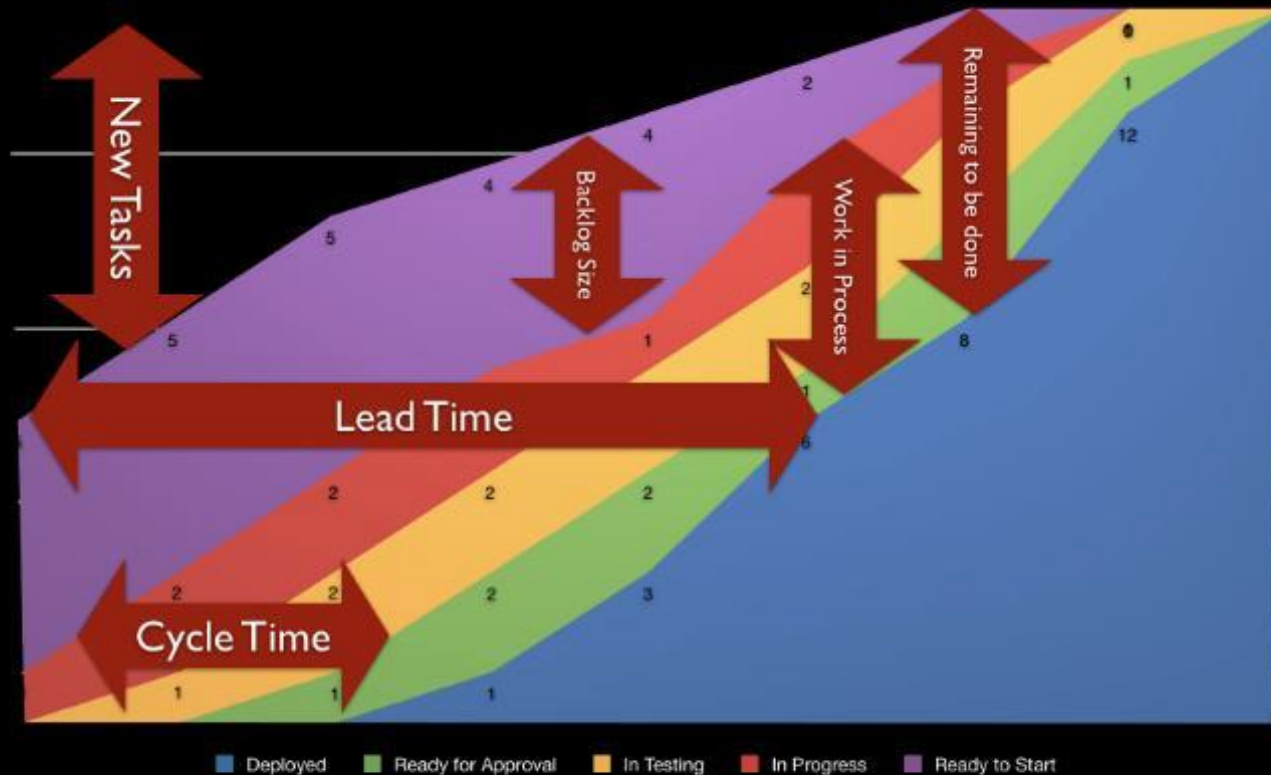 New Tasks
Remaining to be done
0
2
1
4
12
4
Backlog Size
Work in Process
5
2
5
1
8
Lead Time
1
6
2
2
2
2
2
2
3
Cycle Time
1
1
1
Deployed
Ready for Approval
In Testing
In Progress
Ready to Start